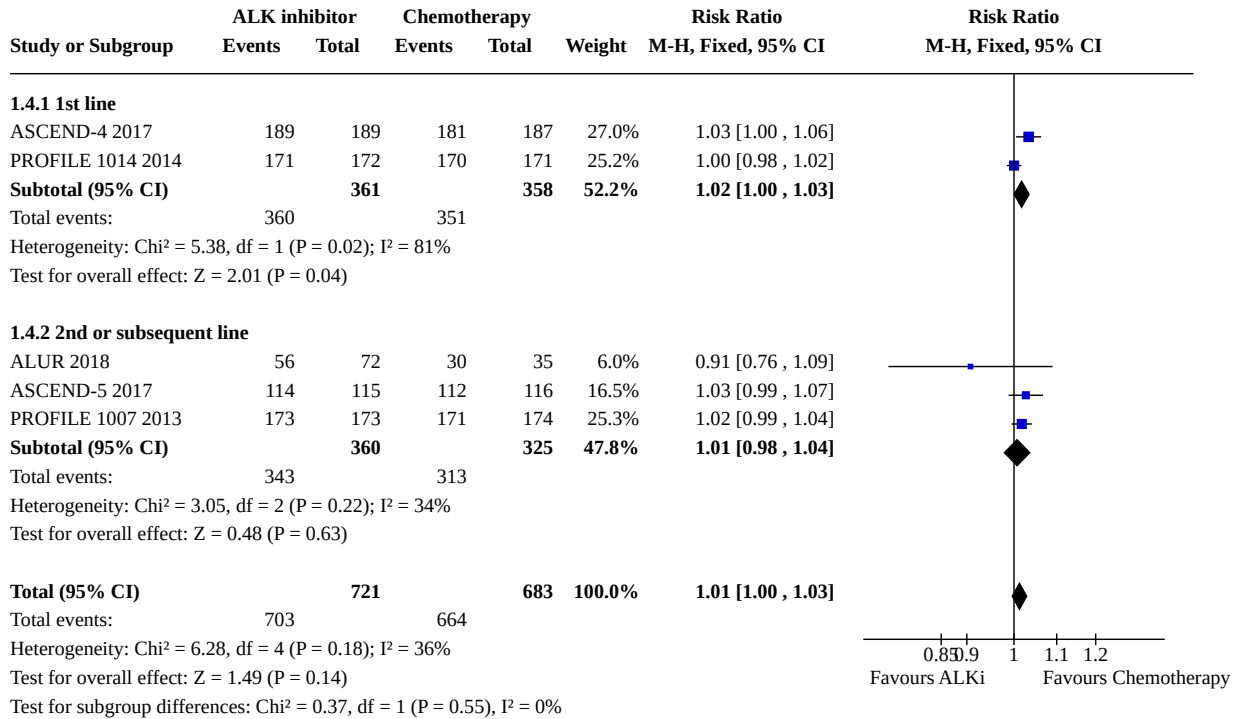 ALK inhibitor Chemotherapy Risk Ratio Risk Ratio
Study or Subgroup Events Total Events Total Weight M-H, Fixed, 95% CI M-H, Fixed, 95% CI
1.4.1 1st line
ASCEND-4 2017 189 189 181 187 27.0% 1.03 [1.00 , 1.06]
PROFILE 1014 2014 171 172 170 171 25.2% 1.00 [0.98 , 1.02]
Subtotal (95% CI) 361 358 52.2% 1.02 [1.00 , 1.03]
Total events: 360 351
Heterogeneity: Chi² = 5.38, df = 1 (P = 0.02); I² = 81%
Test for overall effect: Z = 2.01 (P = 0.04)
1.4.2 2nd or subsequent line
ALUR 2018 56 72 30 35 6.0% 0.91 [0.76 , 1.09]
ASCEND-5 2017 114 115 112 116 16.5% 1.03 [0.99 , 1.07]
PROFILE 1007 2013 173 173 171 174 25.3% 1.02 [0.99 , 1.04]
Subtotal (95% CI) 360 325 47.8% 1.01 [0.98 , 1.04]
Total events: 343 313
Heterogeneity: Chi² = 3.05, df = 2 (P = 0.22); I² = 34%
Test for overall effect: Z = 0.48 (P = 0.63)
Total (95% CI) 721 683 100.0% 1.01 [1.00 , 1.03]
Total events: 703 664
Heterogeneity: Chi² = 6.28, df = 4 (P = 0.18); I² = 36%
0.85 0.9 1 1.1 1.2
Test for overall effect: Z = 1.49 (P = 0.14) Favours ALKi Favours Chemotherapy
Test for subgroup differences: Chi² = 0.37, df = 1 (P = 0.55), I² = 0%